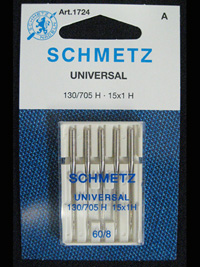 Art.1724
A
SCHMETZ
UNIVERSAL
130/705 H · 15x1 H
SCHMETZ
UNIVERSAL
130/705 H · 15x1H
60/8